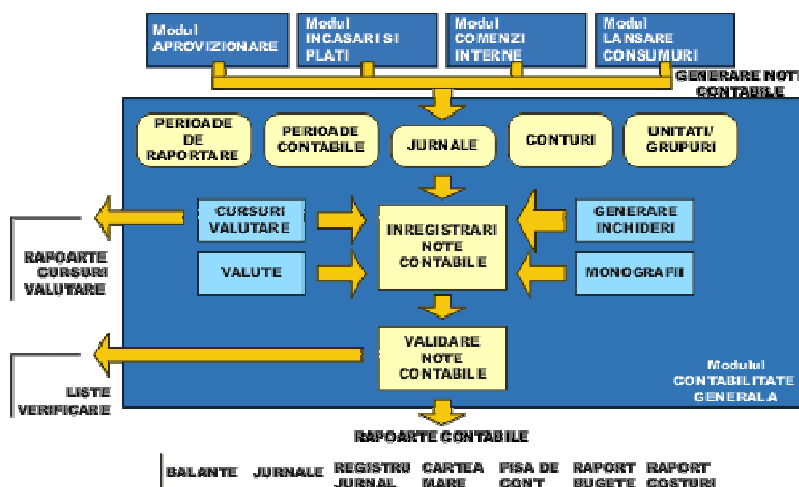 Modul
APROVIZIONARE
Modul
INCASARI SI
PLATI
Modul
COMENZI
INTERNE
Modul
LANSARE
CONSUMURI
GENERARE NOTE
CONTABILE
PERIOADE
DE
RAPORTARE
PERIOADE
CONTABILE
JURNALE
CONTURI
UNITATI/
GRUPURI
CURSURI
VALUTARE
INREGISTRARI
NOTE
CONTABILE
GENERARE
INCHIDERI
RAPOARTE
CURSURI
VALUTARE
VALUTE
MONOGRAFII
VALIDARE
NOTE
CONTABILE
Modulul
CONTABILITATE
GENERALA
LISTE
VERIFICARE
RAPOARTE CONTABILE
BALANTE
JURNALE
REGISTRU
JURNAL
CARTEA
MARE
FISA DE
CONT
RAPORT
BUGETE
RAPORT
COSTURI